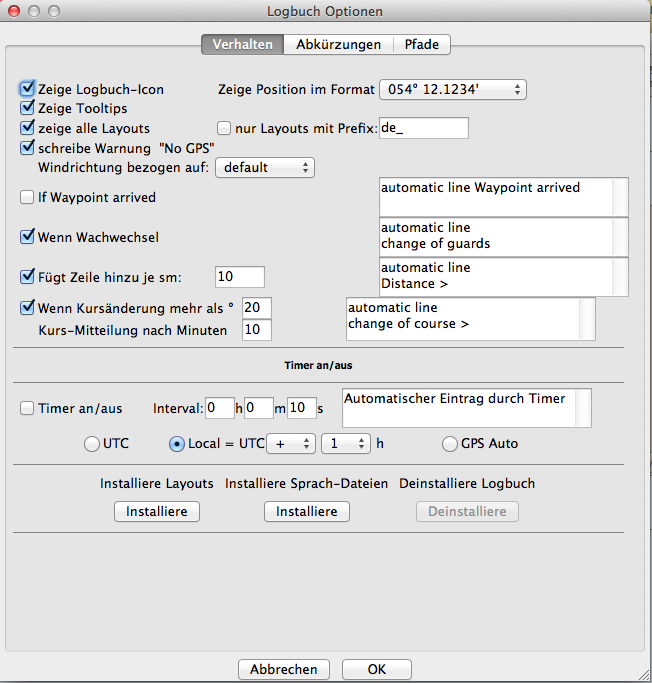 Logbuch Optionen
Verhalten Abkürzungen Pfade
Zeige Logbuch-Icon Zeige Position im Format 054° 12.1234'
Zeige Tooltips
zeige alle Layouts nur Layouts mit Prefix: de_
schreibe Warnung "No GPS"
Windrichtung bezogen auf: default
If Waypoint arrived automatic line Waypoint arrived
Wenn Wachwechsel automatic line
change of guards
Fügt Zeile hinzu je sm: 10 automatic line
Distance >
Wenn Kursänderung mehr als ° 20 automatic line
Kurs-Mitteilung nach Minuten 10 change of course >
Timer an/aus
Timer an/aus Interval: 0 h 0 m 10 s Automatischer Eintrag durch Timer
UTC Local = UTC + 1 h GPS Auto
Installiere Layouts Installiere Sprach-Dateien Deinstalliere Logbuch
Installiere Installiere Deinstalliere
Abbrechen OK